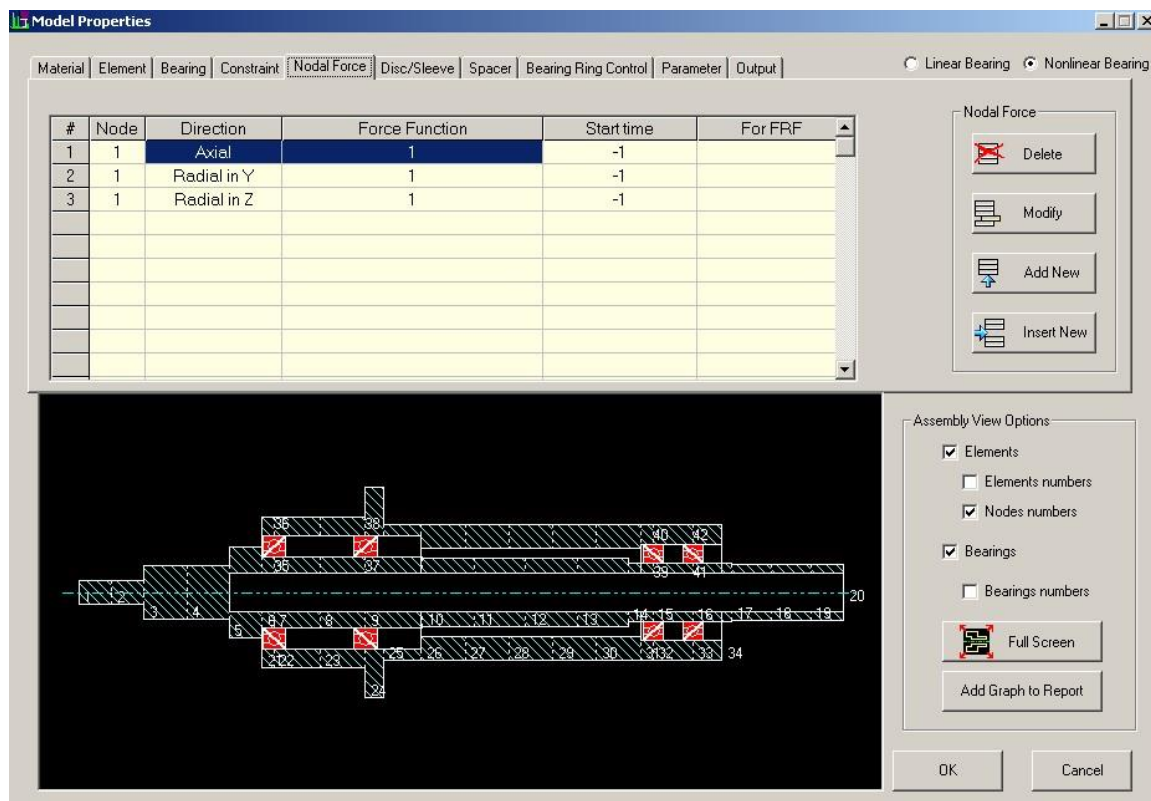 Model Properties
Material Element Bearing Constraint Nodal Force Disc/Sleeve Spacer Bearing Ring Control Parameter Output
Linear Bearing Nonlinear Bearing
# Node Direction Force Function Start time For FRF
1 1 Axial 1 -1
2 1 Radial in Y 1 -1
3 1 Radial in Z 1 -1
Nodal Force
Delete
Modify
Add New
Insert New
Assembly View Options
Elements
Elements numbers
Nodes numbers
Bearings
Bearings numbers
Full Screen
Add Graph to Report
OK Cancel
36 38 40 42
35 37 39 41
1 2 20
3 4
5 6 7 8 9 10 11 12 13 14 15 16 17 18 19
21 22 23 25 26 27 28 29 30 31 32 33 34
24